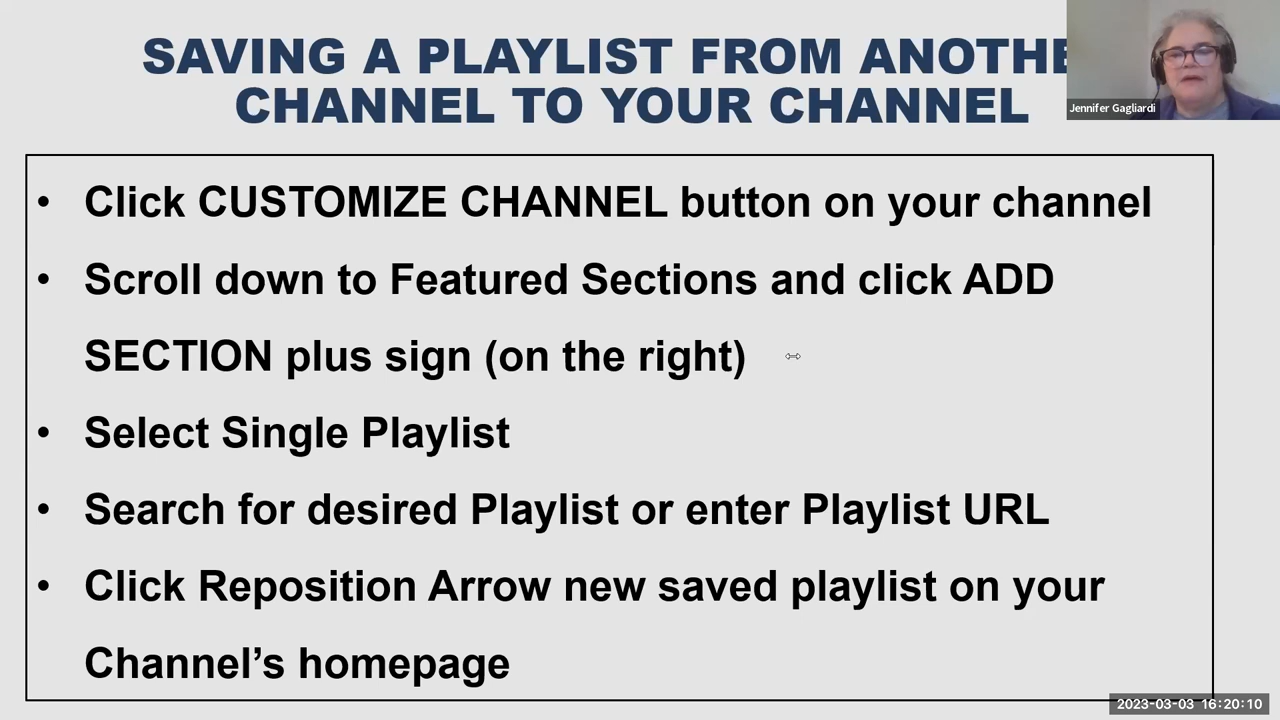 SAVING A PLAYLIST FROM ANOTHE
CHANNEL TO YOUR CHANNEL
Jennifer Gagliardi
• Click CUSTOMIZE CHANNEL button on your channel
• Scroll down to Featured Sections and click ADD
SECTION plus sign (on the right)
• Select Single Playlist
• Search for desired Playlist or enter Playlist URL
• Click Reposition Arrow new saved playlist on your
Channel’s homepage
2023-03-03 16:20:10